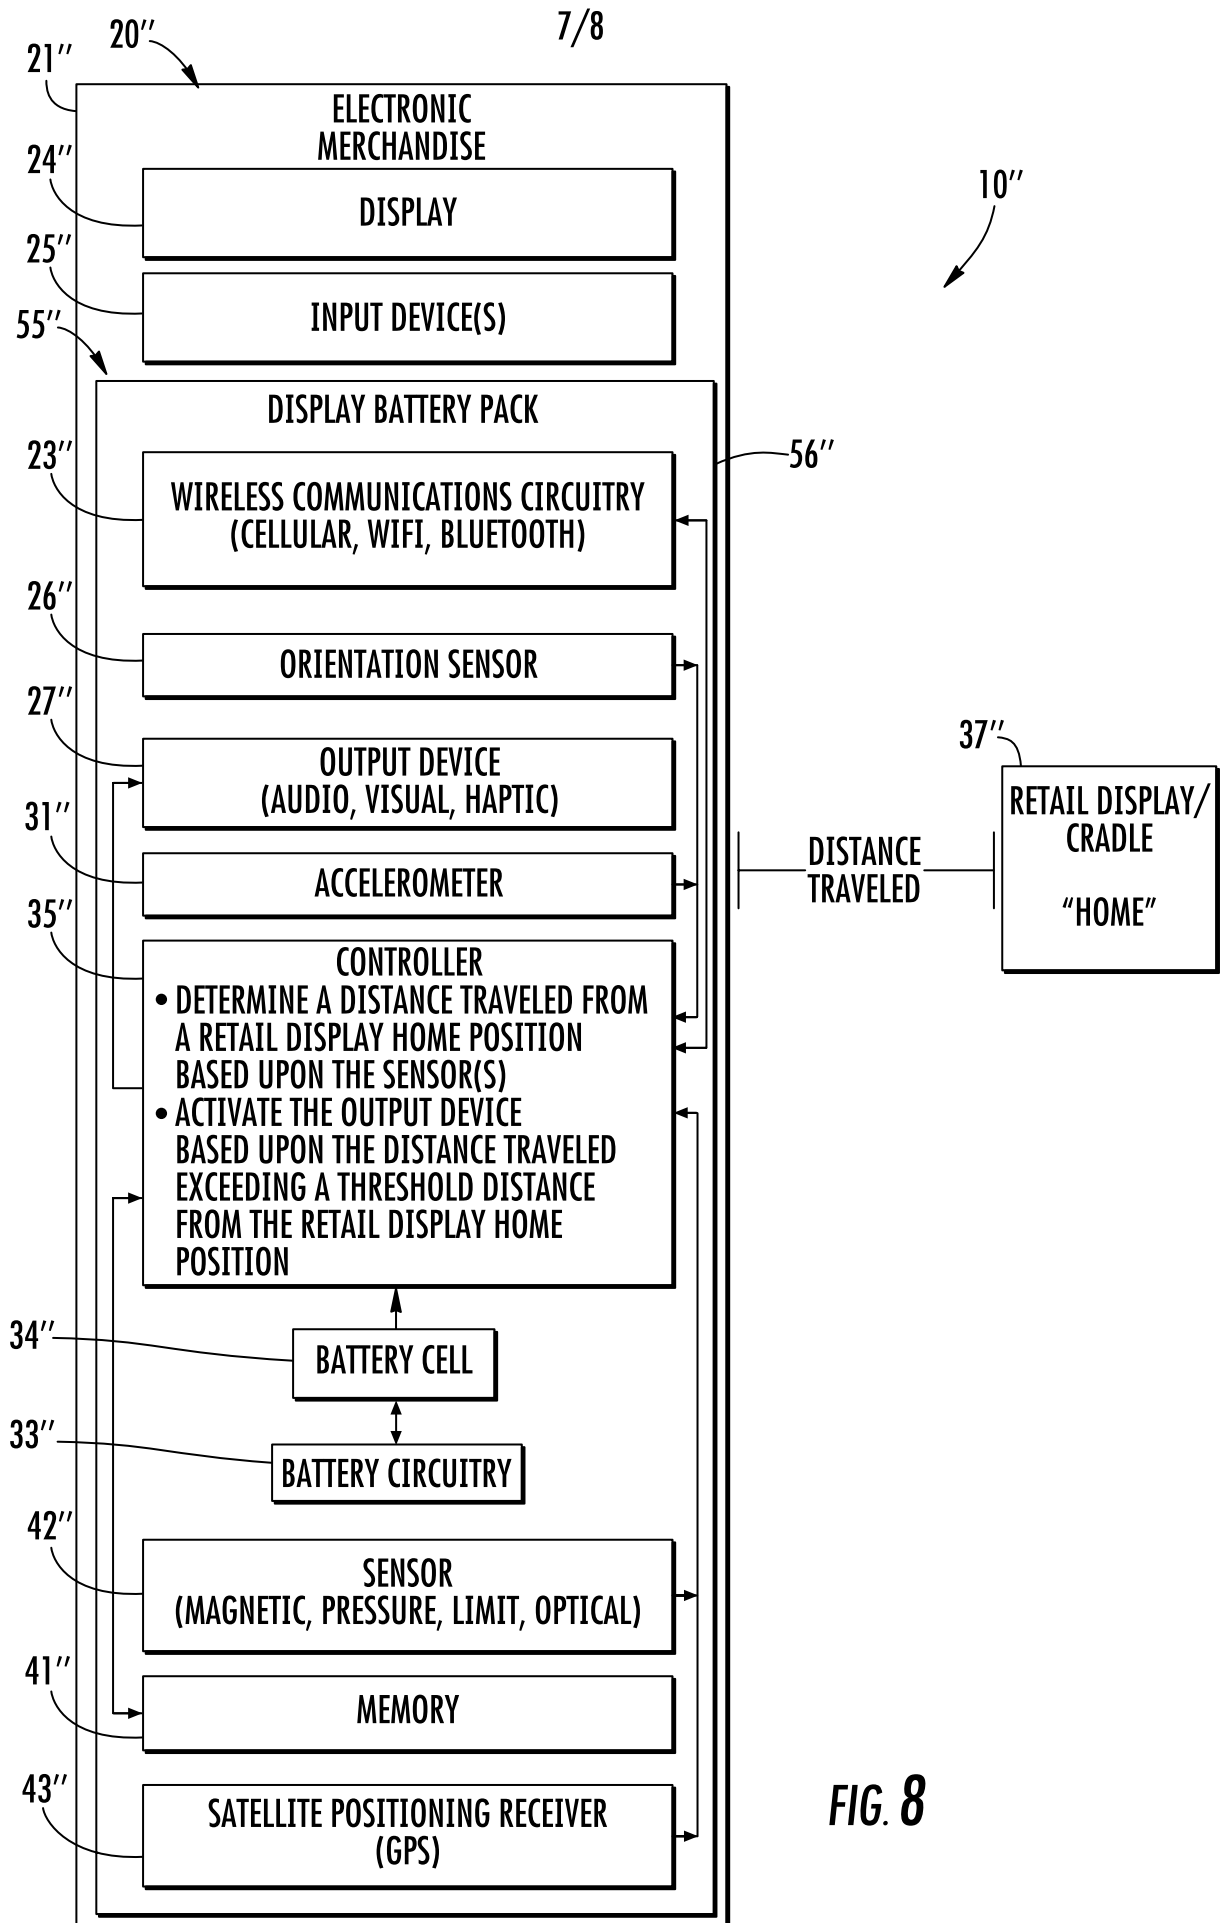 7/8
20''
21''
ELECTRONIC
MERCHANDISE
24''
DISPLAY
10''
25''
INPUT DEVICE(S)
55''
DISPLAY BATTERY PACK
23''
56''
WIRELESS COMMUNICATIONS CIRCUITRY
(CELLULAR, WIFI, BLUETOOTH)
26''
ORIENTATION SENSOR
27''
OUTPUT DEVICE
(AUDIO, VISUAL, HAPTIC)
37''
RETAIL DISPLAY/
CRADLE
"HOME"
31''
ACCELEROMETER
DISTANCE
TRAVELED
35''
CONTROLLER
• DETERMINE A DISTANCE TRAVELED FROM
A RETAIL DISPLAY HOME POSITION
BASED UPON THE SENSOR(S)
• ACTIVATE THE OUTPUT DEVICE
BASED UPON THE DISTANCE TRAVELED
EXCEEDING A THRESHOLD DISTANCE
FROM THE RETAIL DISPLAY HOME
POSITION
34''
BATTERY CELL
33''
BATTERY CIRCUITRY
42''
SENSOR
(MAGNETIC, PRESSURE, LIMIT, OPTICAL)
41''
MEMORY
43''
SATELLITE POSITIONING RECEIVER
(GPS)
FIG. 8